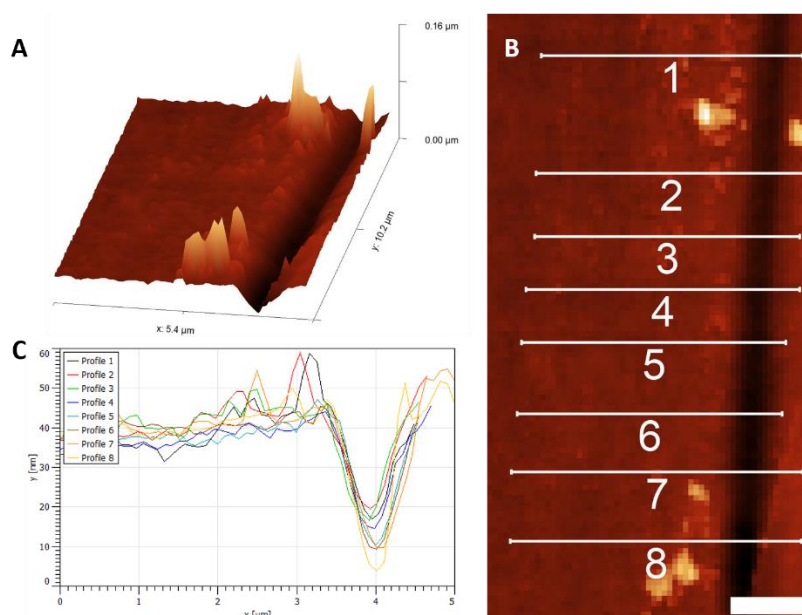 A
0.16 µm
0.00 µm
y: 10.2 µm
x: 5.4 µm
B
1
2
3
4
5
6
7
8
C
60
50
40
30
20
10
0
y [nm]
Profile 1
Profile 2
Profile 3
Profile 4
Profile 5
Profile 6
Profile 7
Profile 8
0
1
2
3
4
5